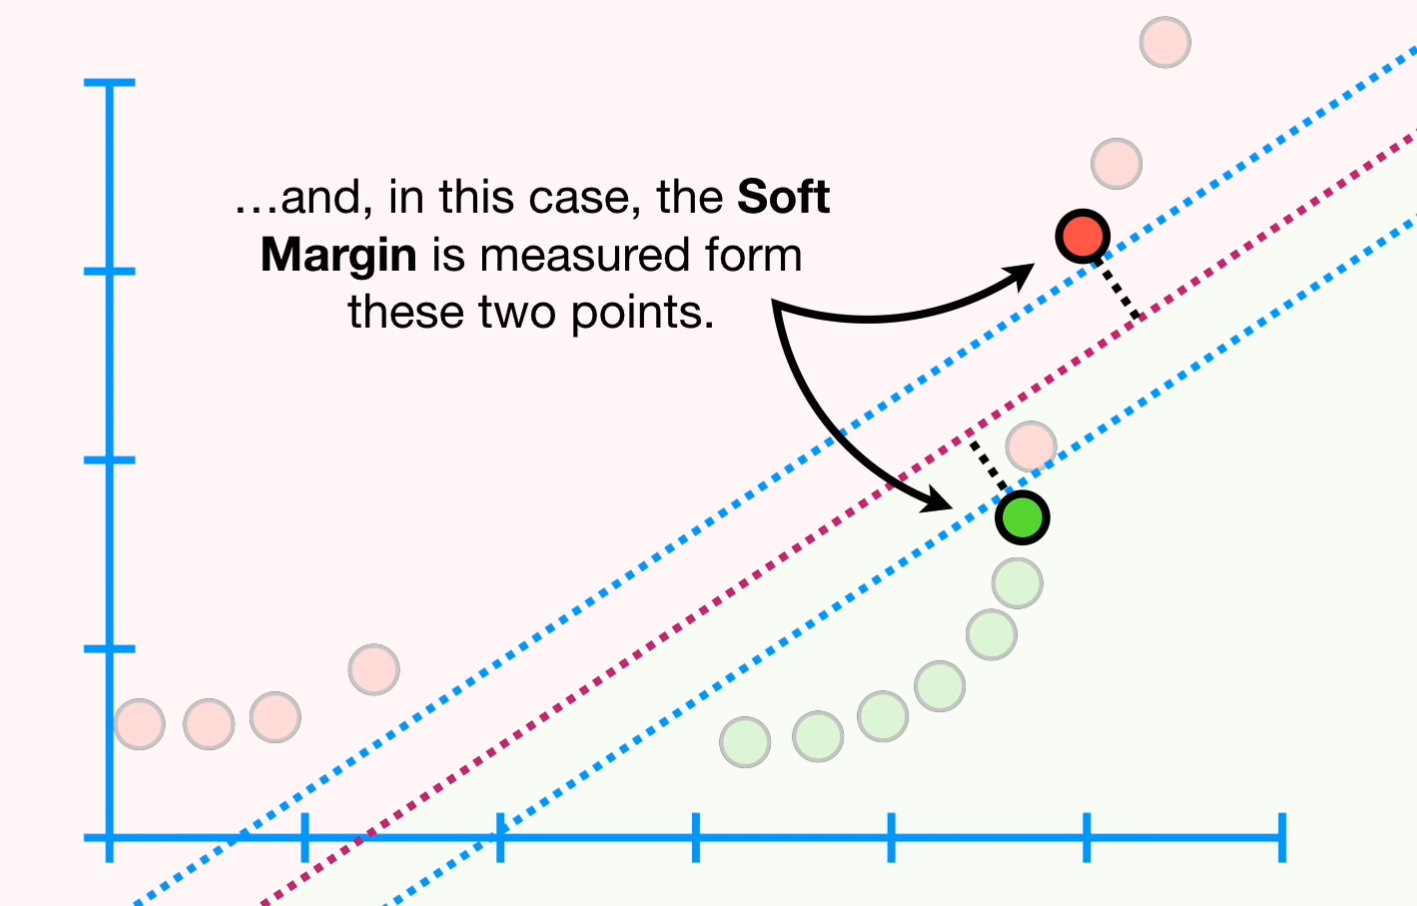 …and, in this case, the Soft
Margin is measured form
these two points.